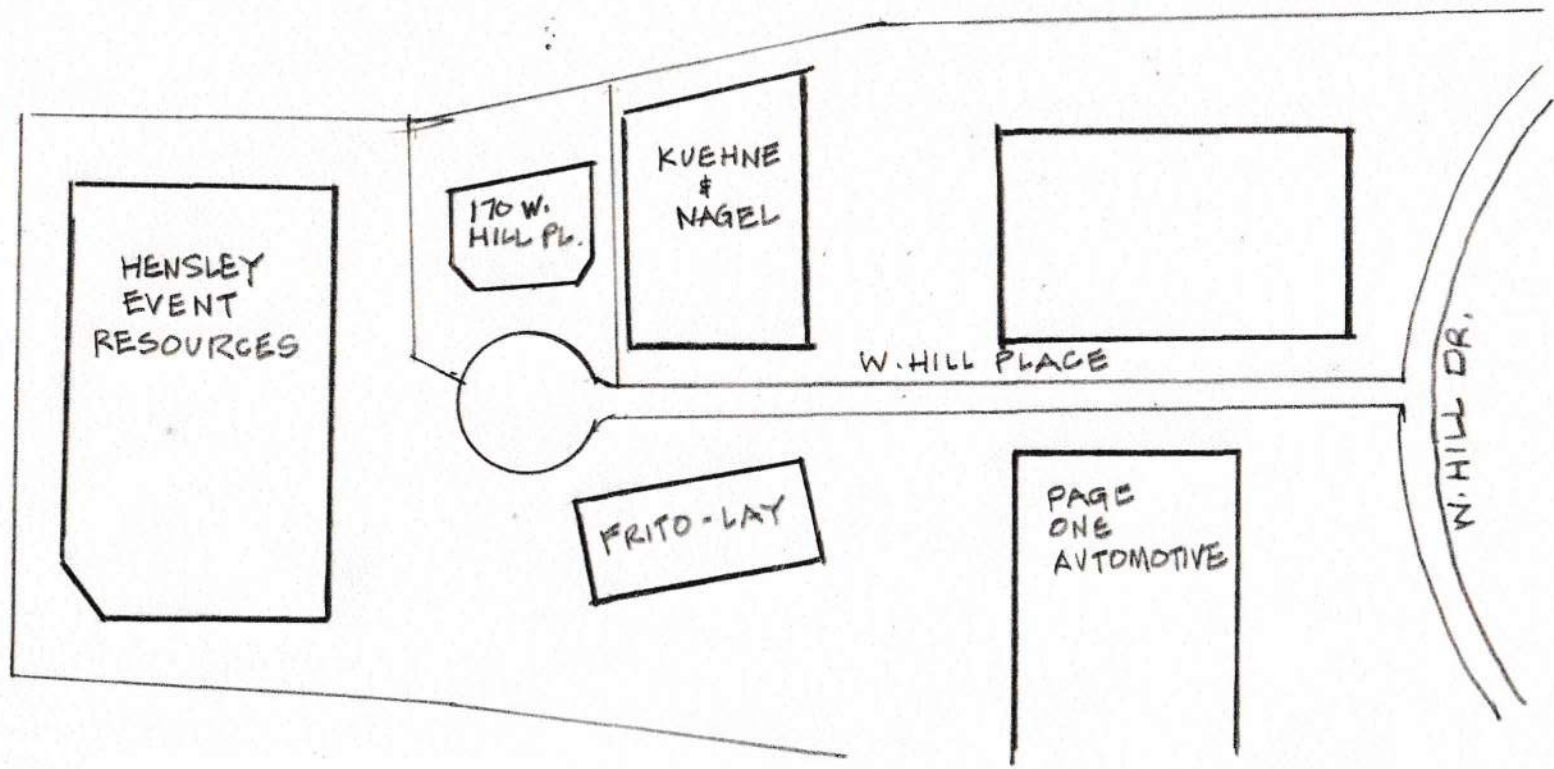 KUEHNE
&
NAGEL
170 W.
HILL PL.
HENSLEY
EVENT
RESOURCES
W. HILL PLACE
W. HILL DR.
FRITO-LAY
PAGE
ONE
AUTOMOTIVE